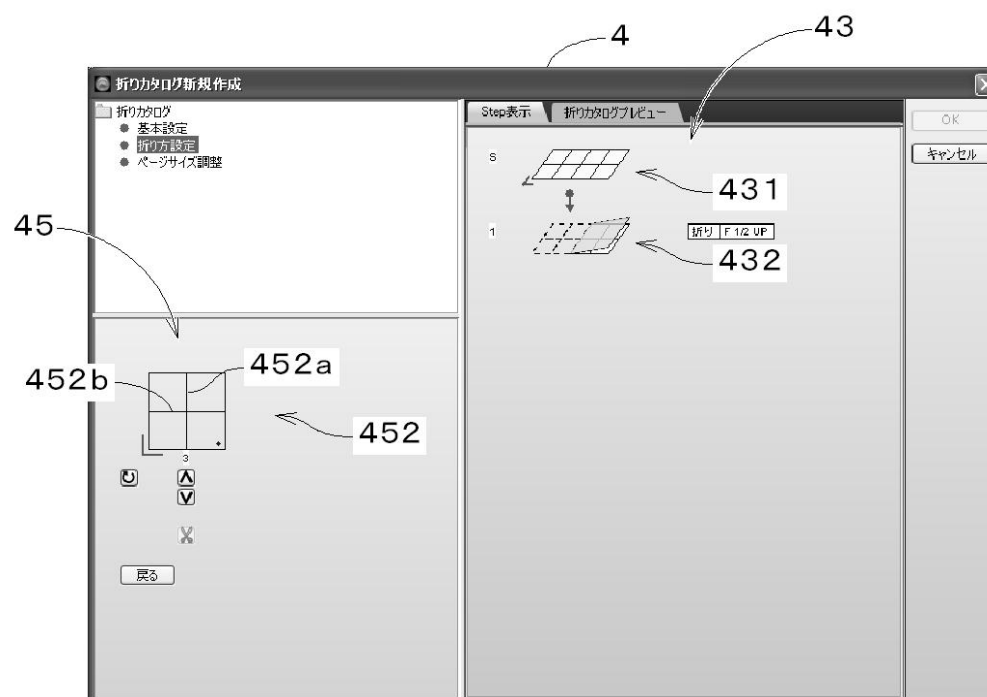 4
43
折りカタログ新規作成
折りカタログ
基本設定
折り方設定
ページサイズ調整
Step表示
折りカタログプレビュー
OK
キャンセル
S
431
1
折り F 1/2 UP
432
45
452a
452b
452
3
戻る